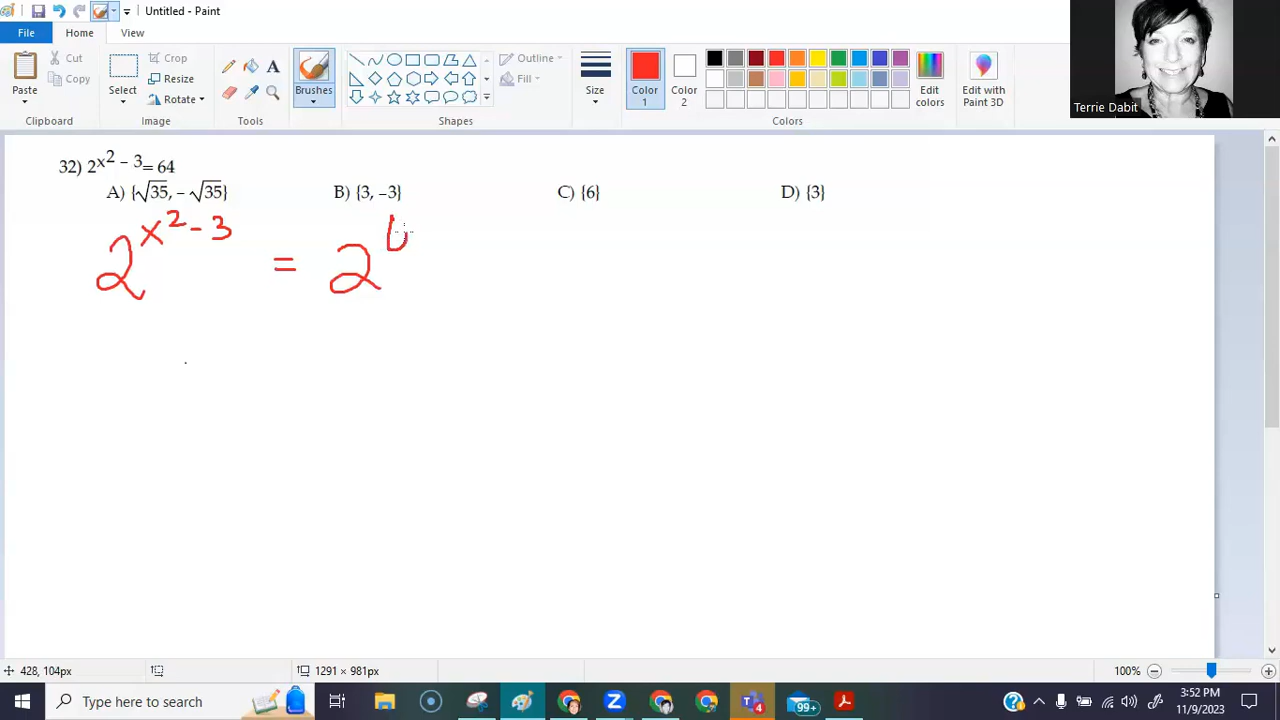 Untitled - Paint
File Home View
Paste
Cut
Copy
Clipboard
Select
Crop
Resize
Rotate
Image
A
Tools
Brushes
Outline
Fill
Shapes
Size
Color 1
Color 2
Edit colors
Colors
Edit with Paint 3D
Terrie Dabit
32) 2^{x^2 – 3} = 64
A) {√35, – √35} B) {3, –3} C) {6} D) {3}
2^{x^2 - 3} = 2^6
428, 104px
1291 × 981px
100%
Type here to search
4
99+
3:52 PM
11/9/2023